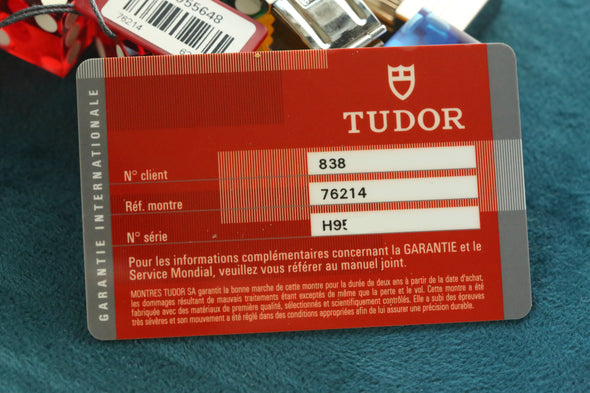 055648
76214
GARANTIE INTERNATIONALE
TUDOR
N° client
838
Réf. montre
76214
N° série
H95
Pour les informations complémentaires concernant la GARANTIE et le
Service Mondial, veuillez vous référer au manuel joint.
MONTRES TUDOR SA garantit la bonne marche de cette montre pour la durée de deux ans à partir de la date d'achat,
les dommages résultant de mauvais traitements étant exceptés de même que la perte et le vol. Cette montre a été
fabriquée avec des matériaux de première qualité, sélectionnés et scientifiquement contrôlés. Elle a subi des épreuves
très sévères et son mouvement a été réglé dans des conditions appropriées afin de lui assurer une précision durable.